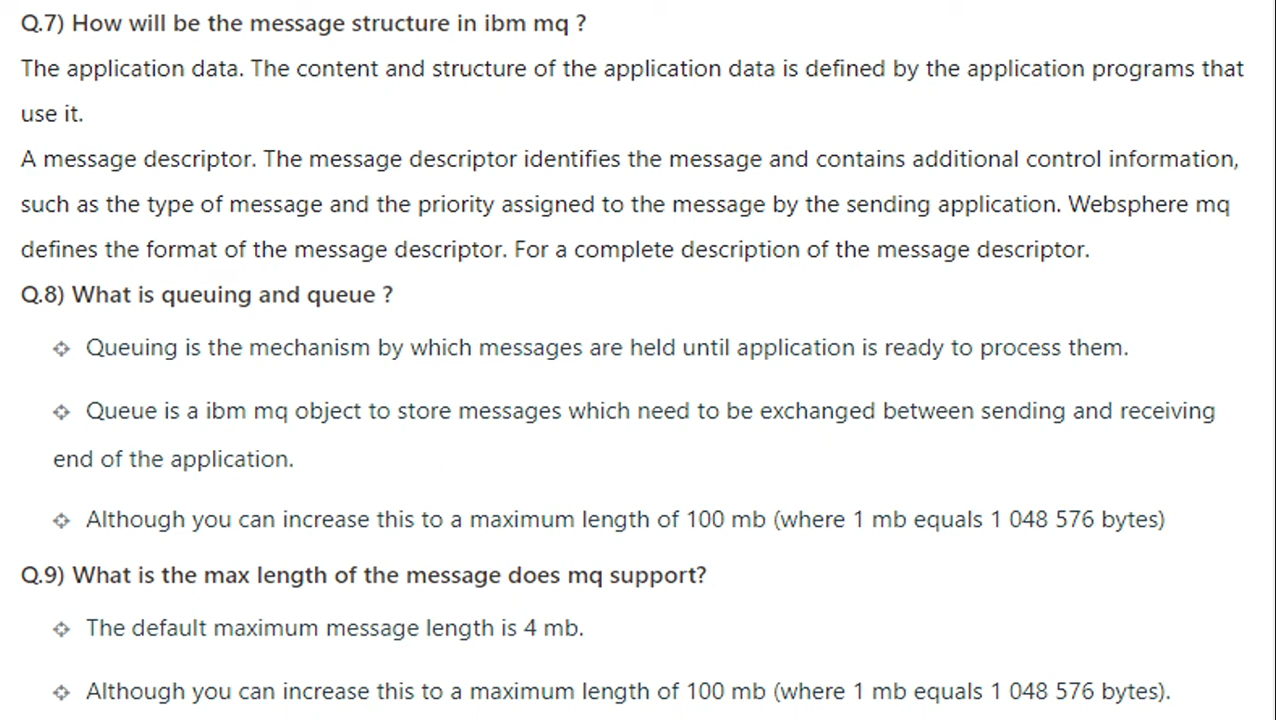 Q.7) How will be the message structure in ibm mq ?
The application data. The content and structure of the application data is defined by the application programs that
use it.
A message descriptor. The message descriptor identifies the message and contains additional control information,
such as the type of message and the priority assigned to the message by the sending application. Websphere mq
defines the format of the message descriptor. For a complete description of the message descriptor.
Q.8) What is queuing and queue ?
Queuing is the mechanism by which messages are held until application is ready to process them.
Queue is a ibm mq object to store messages which need to be exchanged between sending and receiving
end of the application.
Although you can increase this to a maximum length of 100 mb (where 1 mb equals 1 048 576 bytes)
Q.9) What is the max length of the message does mq support?
The default maximum message length is 4 mb.
Although you can increase this to a maximum length of 100 mb (where 1 mb equals 1 048 576 bytes).